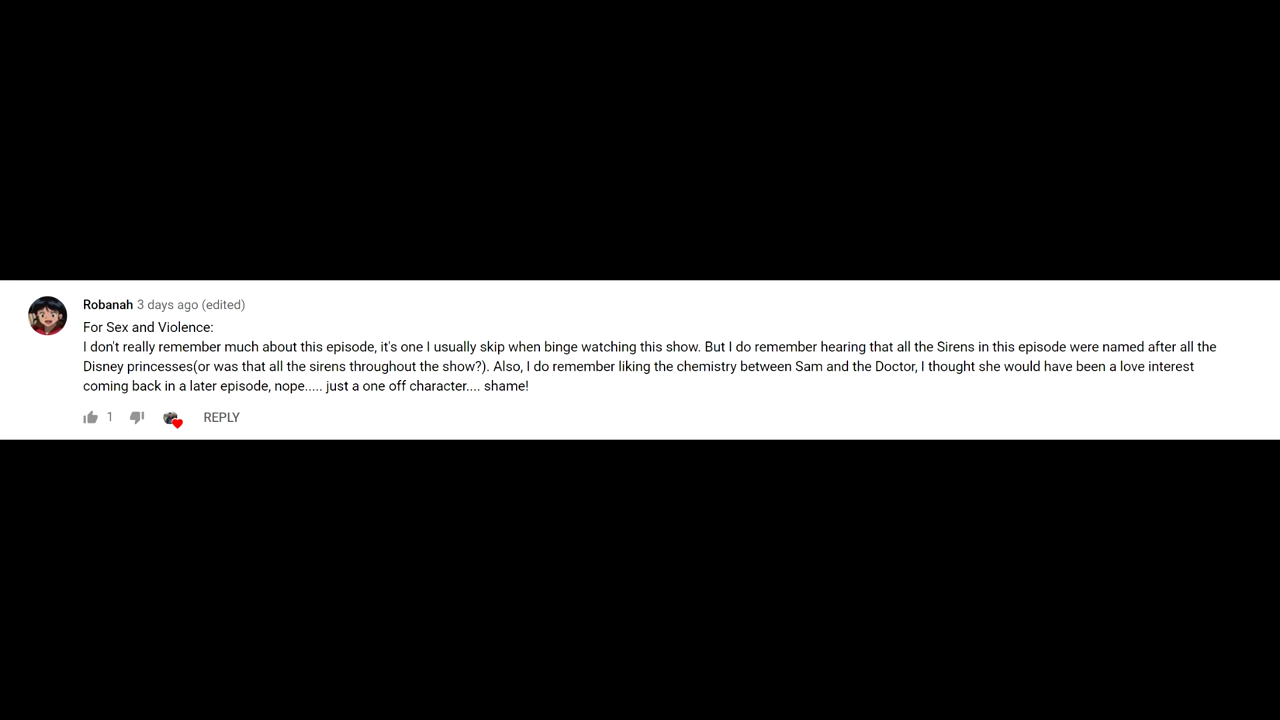 Robanah 3 days ago (edited)
For Sex and Violence:
I don't really remember much about this episode, it's one I usually skip when binge watching this show. But I do remember hearing that all the Sirens in this episode were named after all the
Disney princesses(or was that all the sirens throughout the show?). Also, I do remember liking the chemistry between Sam and the Doctor, I thought she would have been a love interest
coming back in a later episode, nope..... just a one off character.... shame!
1 REPLY